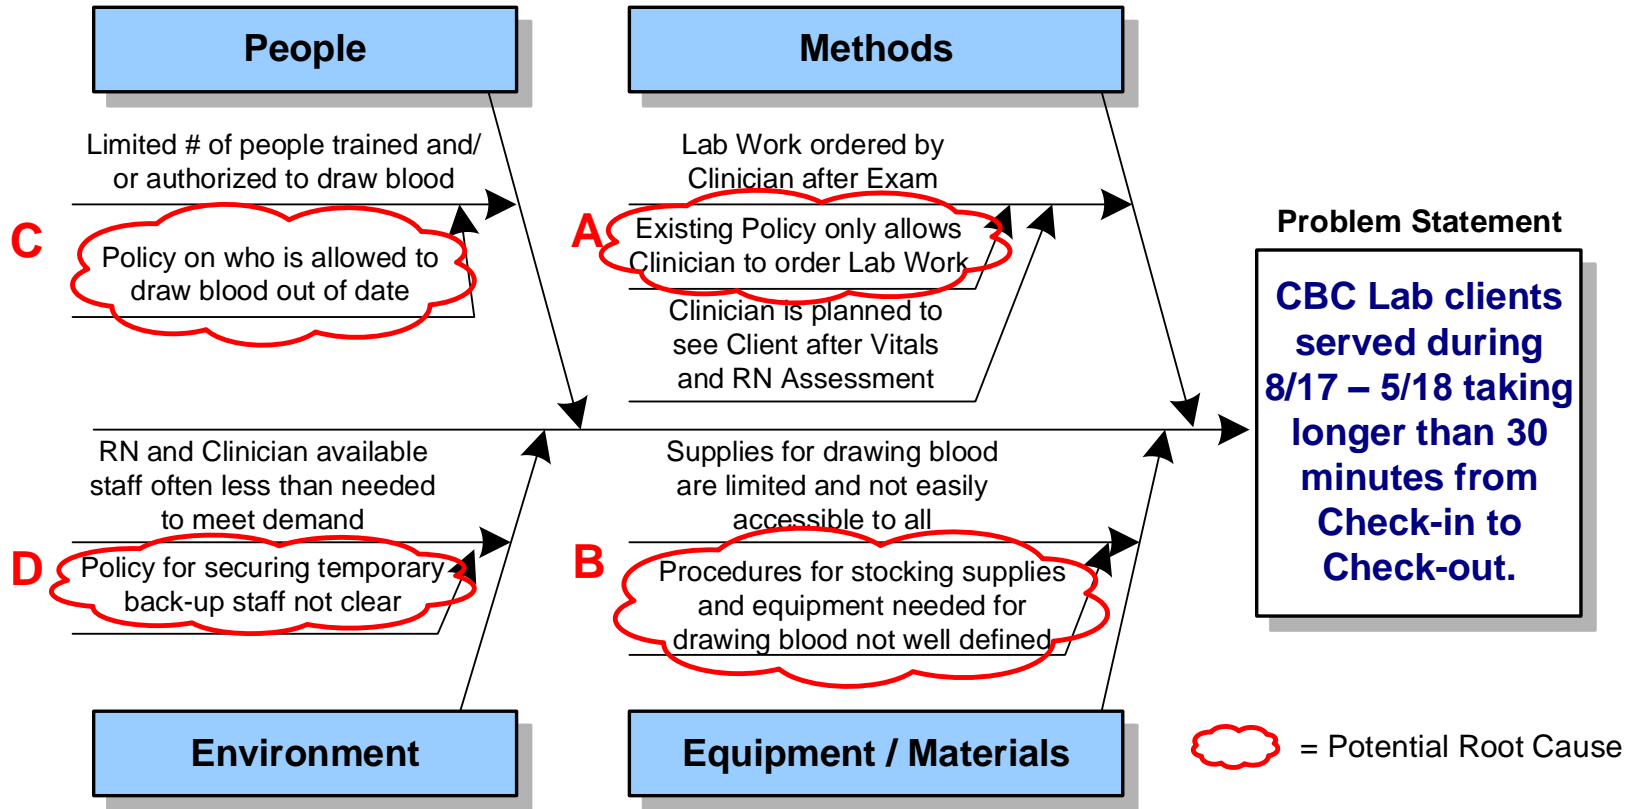 People
Methods
Limited # of people trained and/
or authorized to draw blood
C
Policy on who is allowed to
draw blood out of date
Lab Work ordered by
Clinician after Exam
A
Existing Policy only allows
Clinician to order Lab Work
Clinician is planned to
see Client after Vitals
and RN Assessment
Problem Statement
CBC Lab clients
served during
8/17 – 5/18 taking
longer than 30
minutes from
Check-in to
Check-out.
RN and Clinician available
staff often less than needed
to meet demand
D
Policy for securing temporary
back-up staff not clear
Supplies for drawing blood
are limited and not easily
accessible to all
B
Procedures for stocking supplies
and equipment needed for
drawing blood not well defined
Environment
Equipment / Materials
= Potential Root Cause